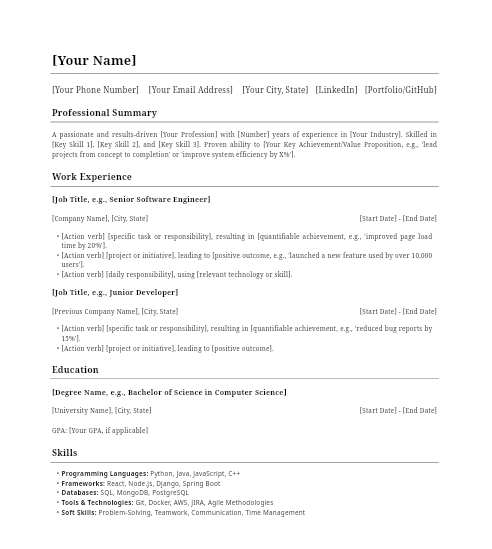 [Your Name]
[Your Phone Number] [Your Email Address] [Your City, State] [LinkedIn] [Portfolio/GitHub]
Professional Summary
A passionate and results-driven [Your Profession] with [Number] years of experience in [Your Industry]. Skilled in
[Key Skill 1], [Key Skill 2], and [Key Skill 3]. Proven ability to [Your Key Achievement/Value Proposition, e.g., 'lead
projects from concept to completion' or 'improve system efficiency by X%'].
Work Experience
[Job Title, e.g., Senior Software Engineer]
[Company Name], [City, State] [Start Date] - [End Date]
• [Action verb] [specific task or responsibility], resulting in [quantifiable achievement, e.g., 'improved page load
time by 20%'].
• [Action verb] [project or initiative], leading to [positive outcome, e.g., 'launched a new feature used by over 10,000
users'].
• [Action verb] [daily responsibility], using [relevant technology or skill].
[Job Title, e.g., Junior Developer]
[Previous Company Name], [City, State] [Start Date] - [End Date]
• [Action verb] [specific task or responsibility], resulting in [quantifiable achievement, e.g., 'reduced bug reports by
15%'].
• [Action verb] [project or initiative], leading to [positive outcome].
Education
[Degree Name, e.g., Bachelor of Science in Computer Science]
[University Name], [City, State] [Start Date] - [End Date]
GPA: [Your GPA, if applicable]
Skills
• Programming Languages: Python, Java, JavaScript, C++
• Frameworks: React, Node.js, Django, Spring Boot
• Databases: SQL, MongoDB, PostgreSQL
• Tools & Technologies: Git, Docker, AWS, JIRA, Agile Methodologies
• Soft Skills: Problem-Solving, Teamwork, Communication, Time Management